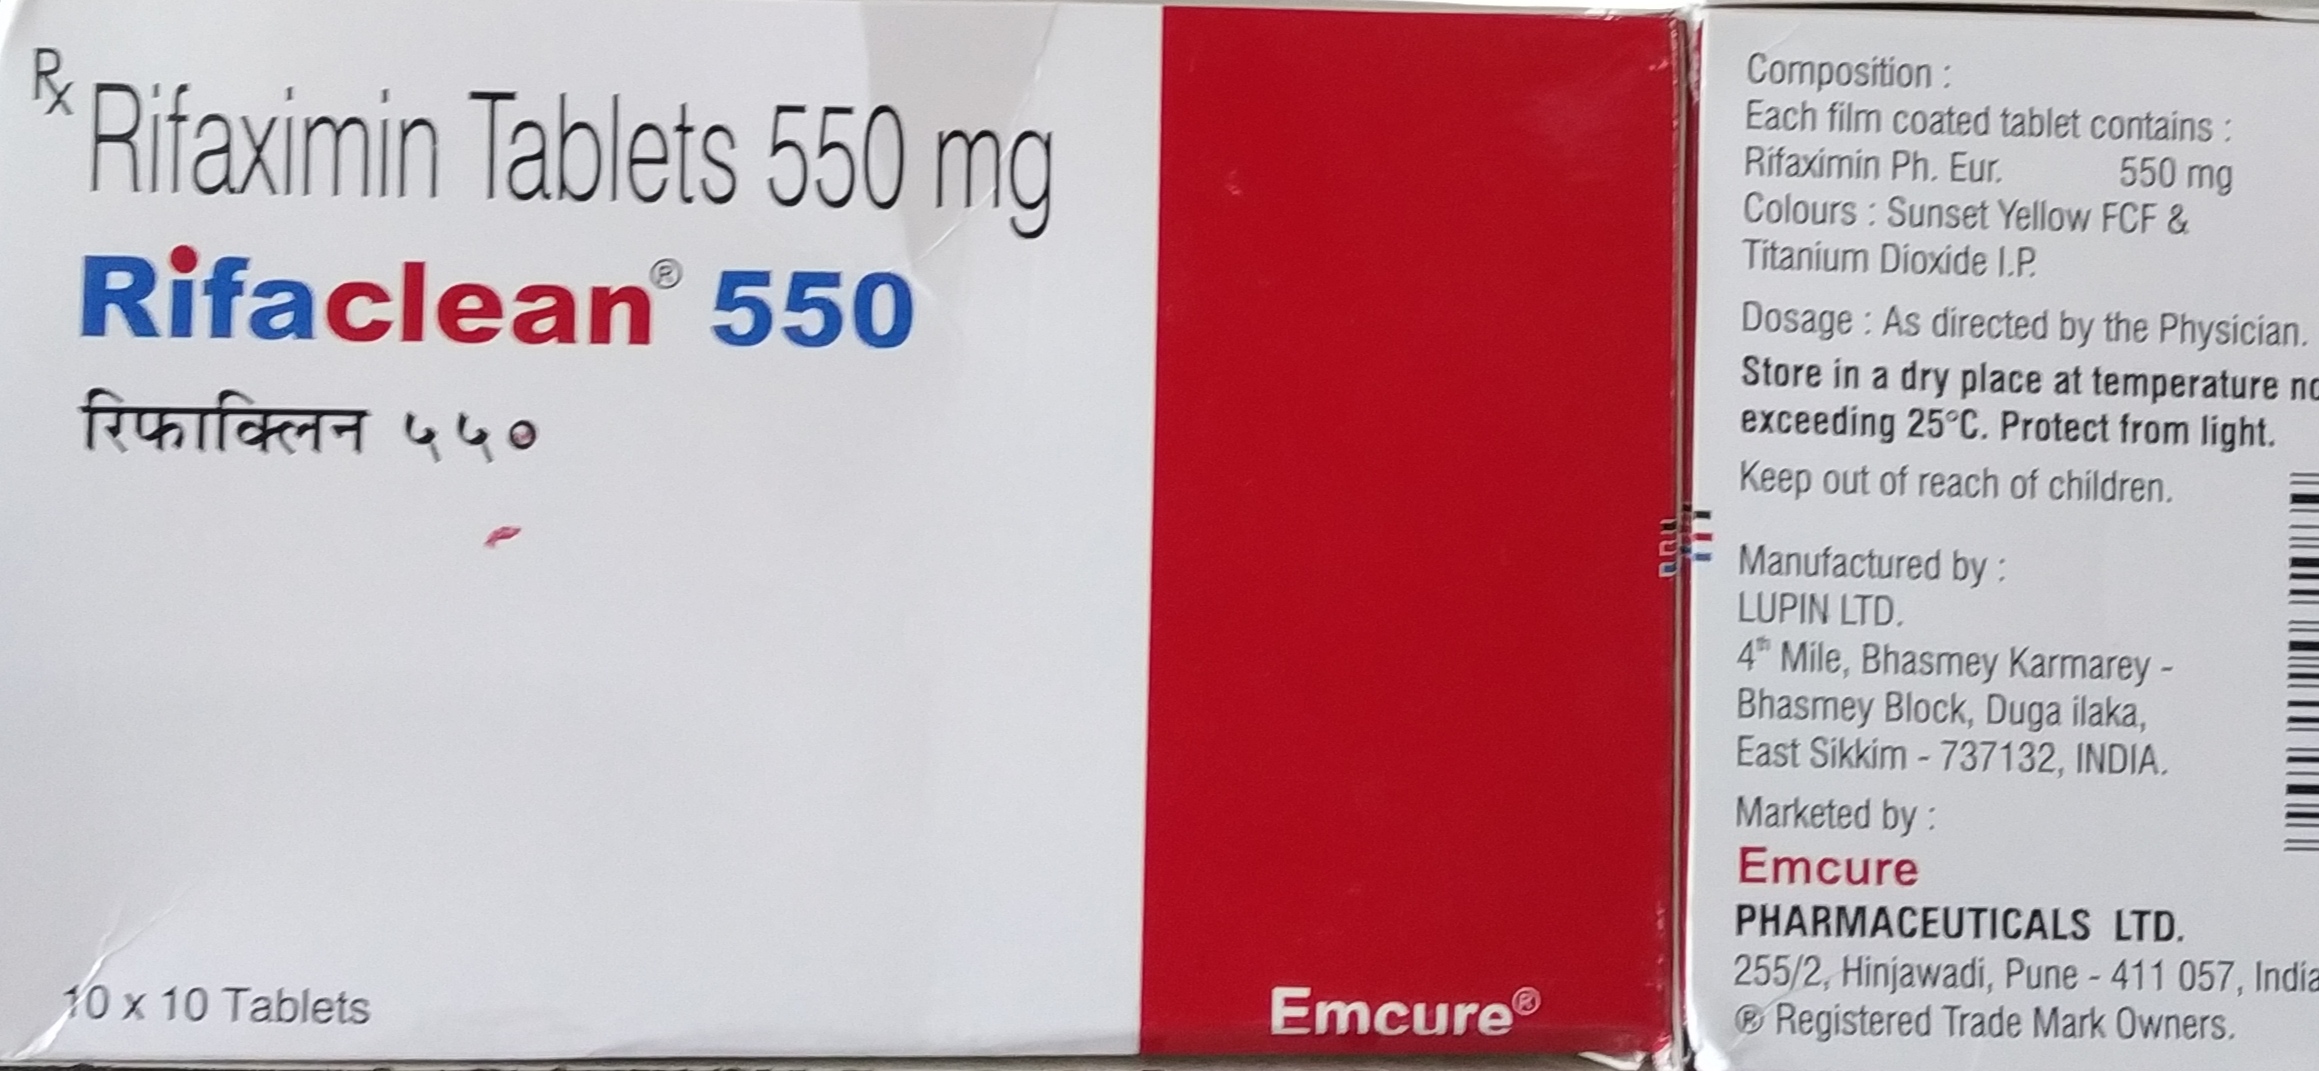 Rx Rifaximin Tablets 550 mg
Rifaclean® 550
रिफाक्लिन ५५०
10 x 10 Tablets
Emcure®
Composition :
Each film coated tablet contains :
Rifaximin Ph. Eur. 550 mg
Colours : Sunset Yellow FCF &
Titanium Dioxide I.P.
Dosage : As directed by the Physician.
Store in a dry place at temperature
exceeding 25°C. Protect from light.
Keep out of reach of children.
Manufactured by :
LUPIN LTD.
4th Mile, Bhasmey Karmarey -
Bhasmey Block, Duga ilaka,
East Sikkim - 737132, INDIA.
Marketed by :
Emcure
PHARMACEUTICALS LTD.
255/2, Hinjawadi, Pune - 411 057, India
® Registered Trade Mark Owners.